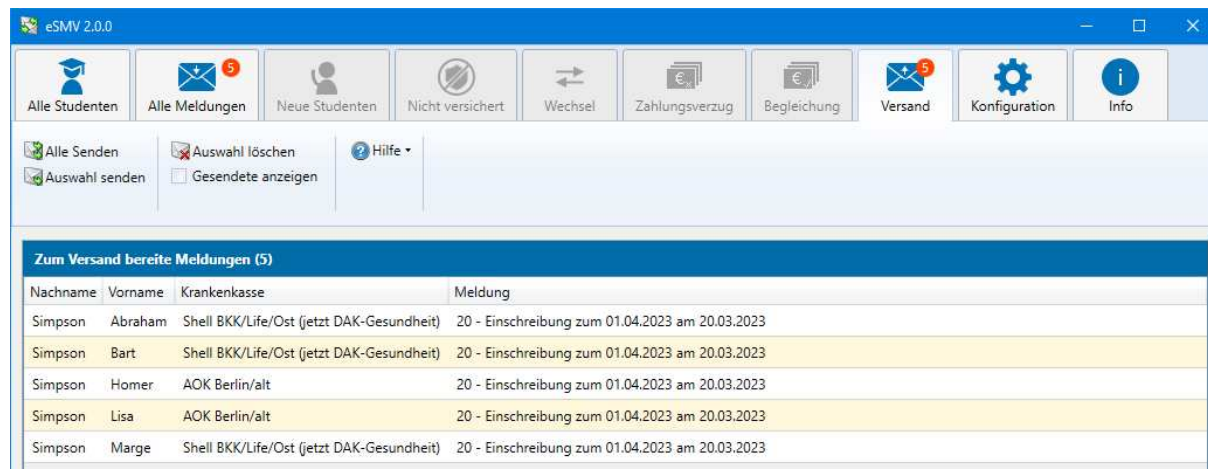 eSMV 2.0.0
Alle Studenten
5
Alle Meldungen
Neue Studenten
Nicht versichert
Wechsel
Zahlungsverzug
Begleichung
5
Versand
Konfiguration
i
Info
Alle Senden
Auswahl senden
Auswahl löschen
Gesendete anzeigen
Hilfe
Zum Versand bereite Meldungen (5)
Nachname Vorname Krankenkasse Meldung
Simpson Abraham Shell BKK/Life/Ost (jetzt DAK-Gesundheit) 20 - Einschreibung zum 01.04.2023 am 20.03.2023
Simpson Bart Shell BKK/Life/Ost (jetzt DAK-Gesundheit) 20 - Einschreibung zum 01.04.2023 am 20.03.2023
Simpson Homer AOK Berlin/alt 20 - Einschreibung zum 01.04.2023 am 20.03.2023
Simpson Lisa AOK Berlin/alt 20 - Einschreibung zum 01.04.2023 am 20.03.2023
Simpson Marge Shell BKK/Life/Ost (jetzt DAK-Gesundheit) 20 - Einschreibung zum 01.04.2023 am 20.03.2023